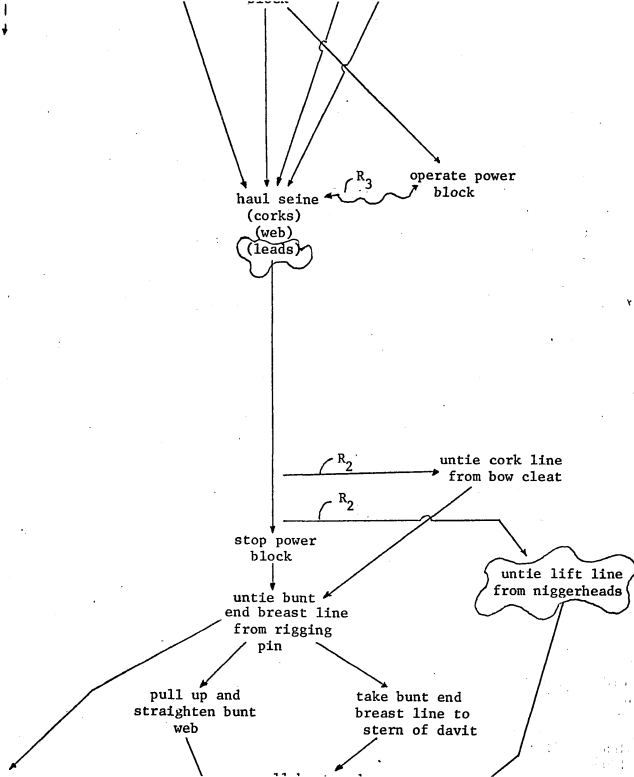 block
R3
operate power
block
haul seine
(corks)
(web)
(leads)
R2
untie cork line
from bow cleat
R2
stop power
block
untie lift line
from niggerheads
untie bunt
end breast line
from rigging
pin
pull up and
straighten bunt
web
take bunt end
breast line to
stern of davit